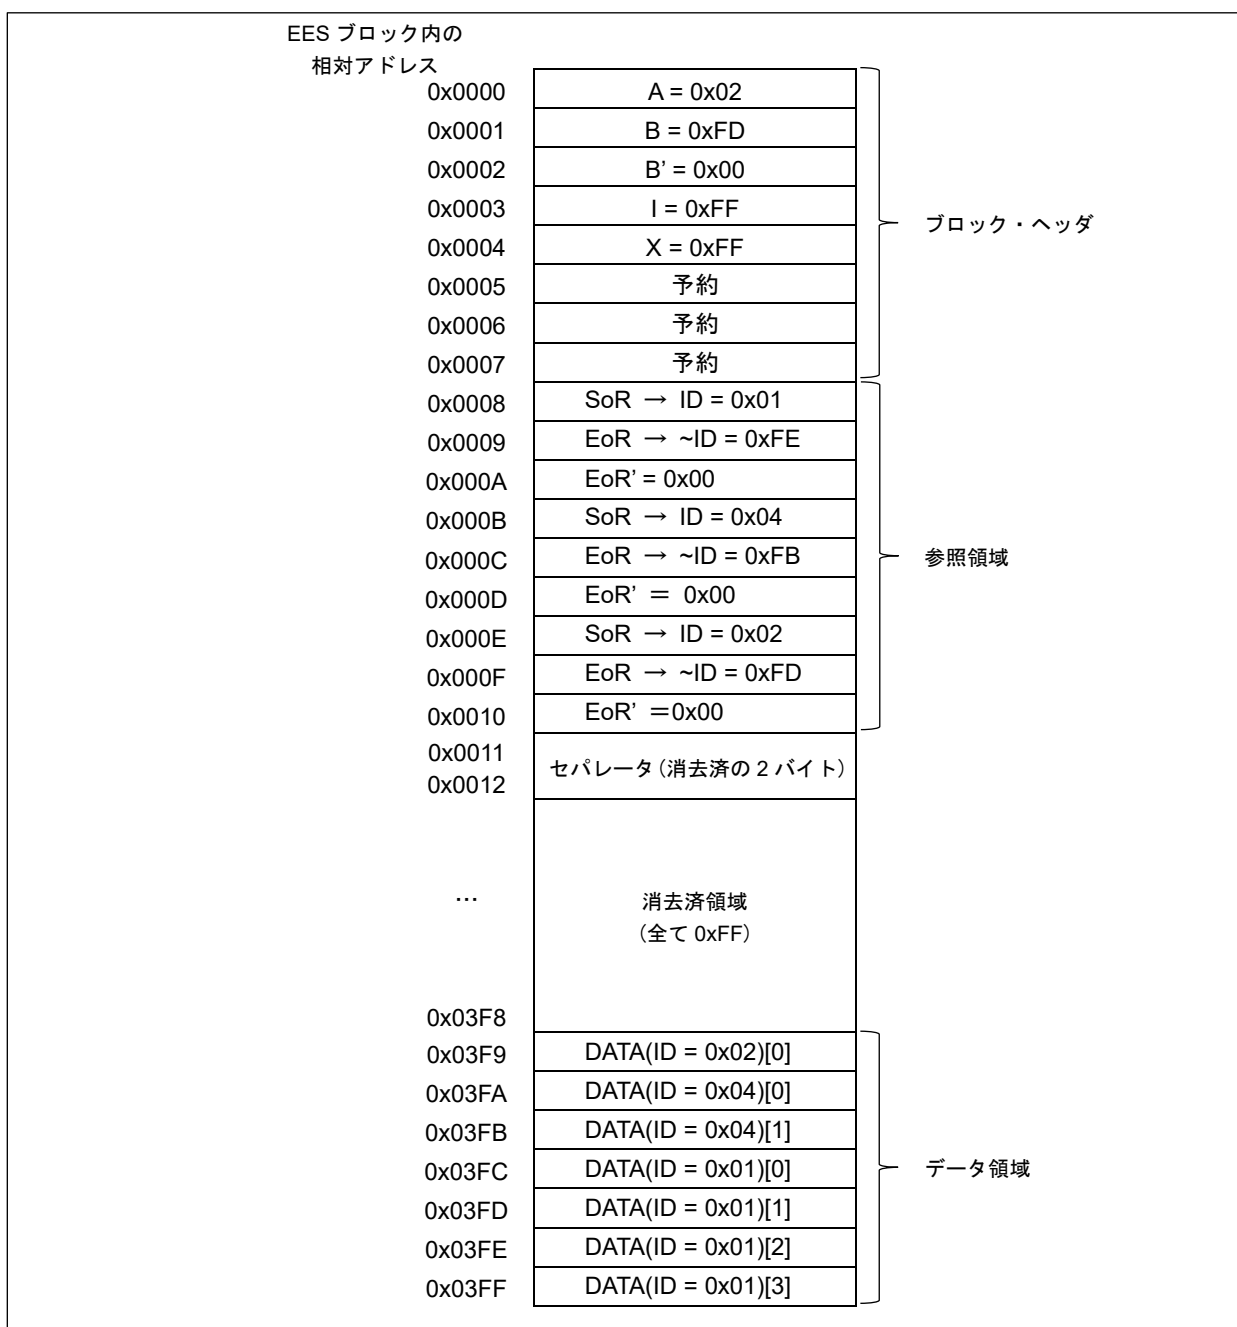 EES ブロック内の
相対アドレス
0x0000 A = 0x02
0x0001 B = 0xFD
0x0002 B’ = 0x00
0x0003 I = 0xFF
ブロック・ヘッダ
0x0004 X = 0xFF
0x0005 予約
0x0006 予約
0x0007 予約
0x0008 SoR → ID = 0x01
0x0009 EoR → ~ID = 0xFE
0x000A EoR’ = 0x00
0x000B SoR → ID = 0x04
0x000C EoR → ~ID = 0xFB
参照領域
0x000D EoR’ ＝ 0x00
0x000E SoR → ID = 0x02
0x000F EoR → ~ID = 0xFD
0x0010 EoR’ ＝0x00
0x0011
セパレータ（消去済の 2 バイト）
0x0012
…
消去済領域
（全て 0xFF）
0x03F8
0x03F9 DATA(ID = 0x02)[0]
0x03FA DATA(ID = 0x04)[0]
0x03FB DATA(ID = 0x04)[1]
0x03FC DATA(ID = 0x01)[0]
データ領域
0x03FD DATA(ID = 0x01)[1]
0x03FE DATA(ID = 0x01)[2]
0x03FF DATA(ID = 0x01)[3]